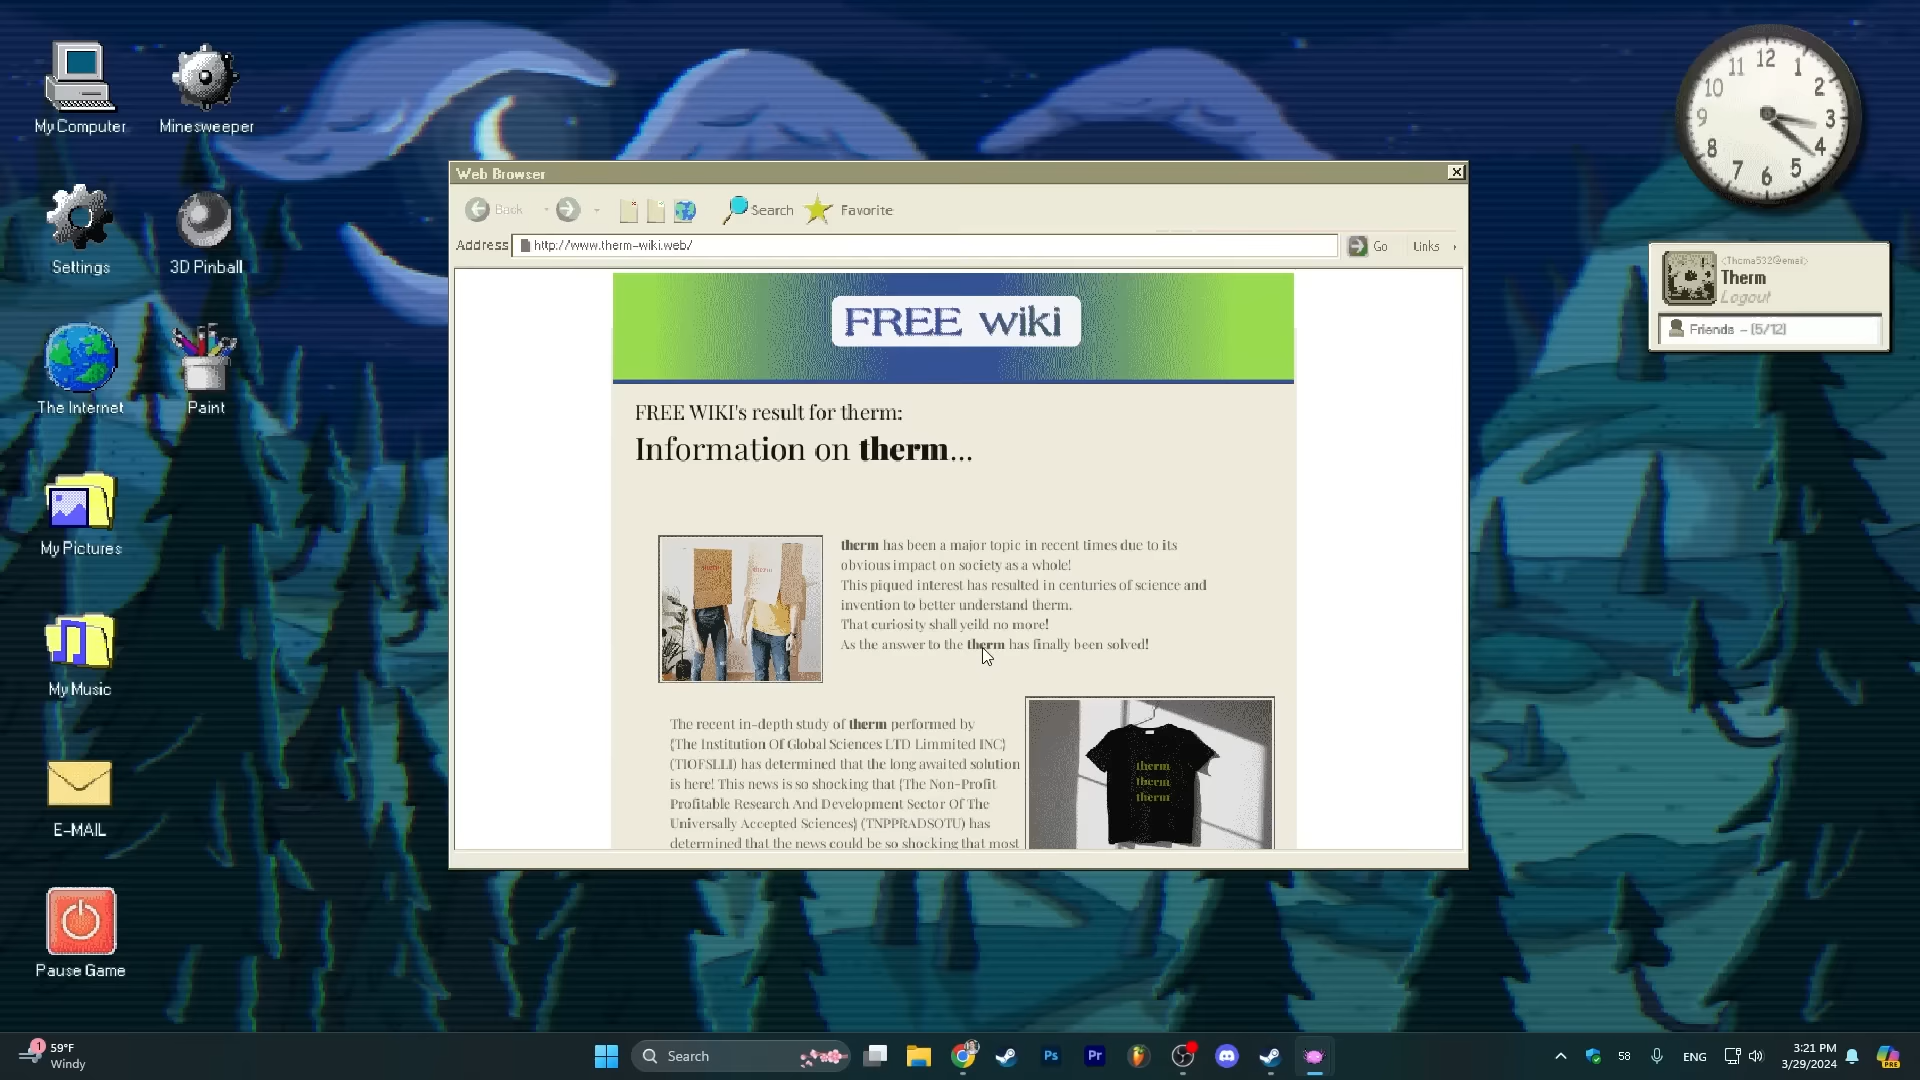 My Computer
Minesweeper
Settings
3D Pinball
The Internet
Paint
My Pictures
My Music
E-MAIL
Pause Game
Web Browser
Back
Search
Favorite
Address
http://www.therm-wiki.web/
Go
Links
FREE wiki
FREE WIKI's result for therm:
Information on therm...
therm has been a major topic in recent times due to its
obvious impact on society as a whole!
This piqued interest has resulted in centuries of science and
invention to better understand therm.
That curiosity shall yeild no more!
As the answer to the therm has finally been solved!
The recent in-depth study of therm performed by
{The Institution Of Global Sciences LTD Limmited INC}
(TIOFSLLI) has determined that the long awaited solution
is here! This news is so shocking that {The Non-Profit
Profitable Research And Development Sector Of The
Universally Accepted Sciences} (TNPPRADSOTU) has
determined that the news could be so shocking that most
therm
therm
therm
12
1
2
3
4
5
6
7
8
9
10
11
<Thoma532@email>
Therm
Logout
Friends - (5/12)
1
59°F
Windy
Search
Ps
Pr
58
ENG
3:21 PM
3/29/2024
PRE